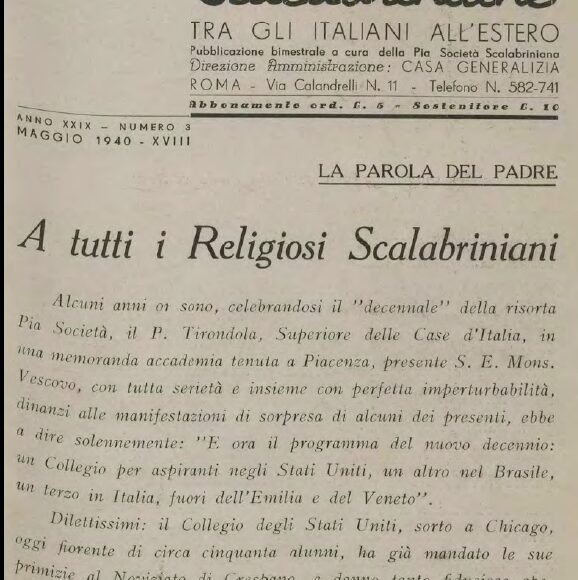 TRA GLI ITALIANI ALL'ESTERO
Pubblicazione bimestrale a cura della Pia Società Scalabriniana
Direzione Amministrazione: CASA GENERALIZIA
ROMA - Via Calandrelli N. 11 - Telefono N. 582-741
Abbonamento ord. L. 5 - Sostenitore L. 10
ANNO XXIX - NUMERO 3
MAGGIO 1940 - XVIII
LA PAROLA DEL PADRE
A tutti i Religiosi Scalabriniani
Alcuni anni or sono, celebrandosi il "decennale" della risorta
Pia Società, il P. Tirondola, Superiore delle Case d'Italia, in
una memoranda accademia tenuta a Piacenza, presente S. E. Mons.
Vescovo, con tutta serietà e insieme con perfetta imperturbabilità,
dinanzi alle manifestazioni di sorpresa di alcuni dei presenti, ebbe
a dire solennemente: "E ora il programma del nuovo decennio:
un Collegio per aspiranti negli Stati Uniti, un altro nel Brasile,
un terzo in Italia, fuori dell'Emilia e del Veneto".
Dilettissimi: il Collegio degli Stati Uniti, sorto a Chicago,
oggi fiorente di circa cinquanta alunni, ha già mandato le sue
primizie al Noviziato di Crespano, e danno tanta fiducia